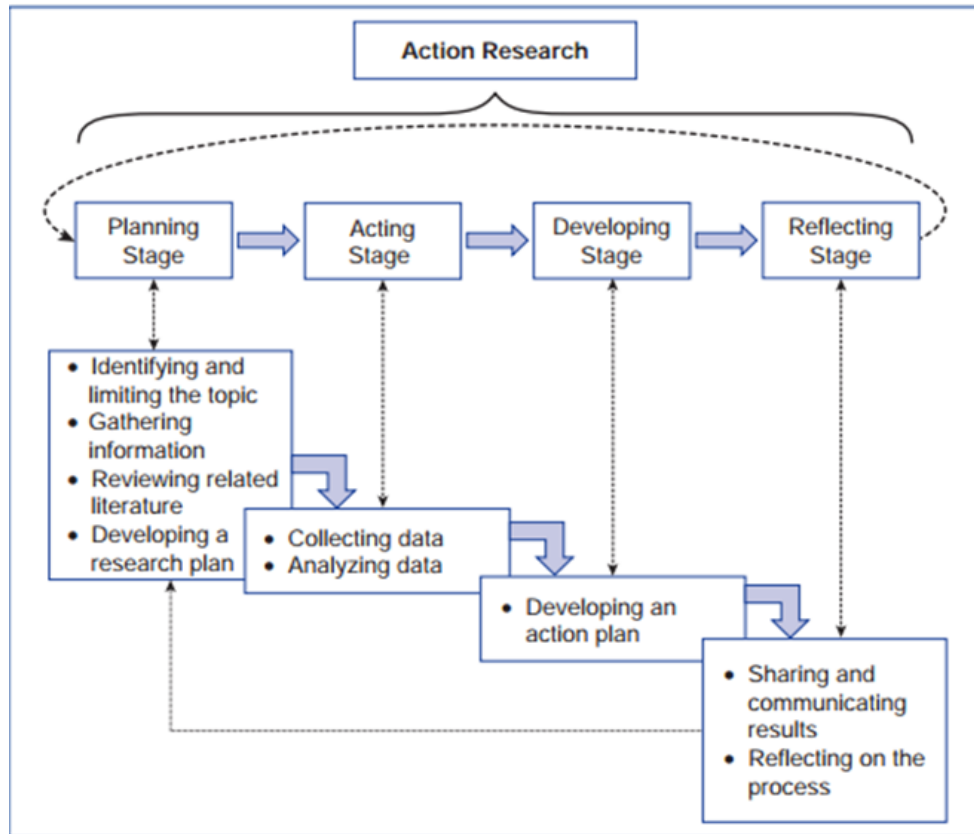 Action Research
Planning
Stage
Acting
Stage
Developing
Stage
Reflecting
Stage
• Identifying and
limiting the topic
• Gathering
information
• Reviewing related
literature
• Developing a
research plan
• Collecting data
• Analyzing data
• Developing an
action plan
• Sharing and
communicating
results
• Reflecting on the
process